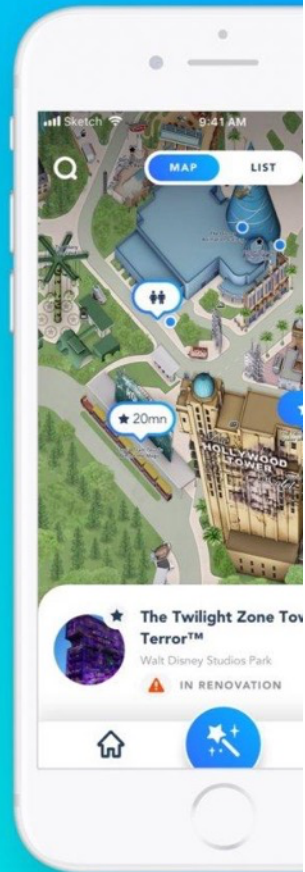 Sketch 9:41 AM
MAP LIST
20mn
HOLLYWOOD
TOWER
The Twilight Zone Tow
Terror™
Walt Disney Studios Park
IN RENOVATION